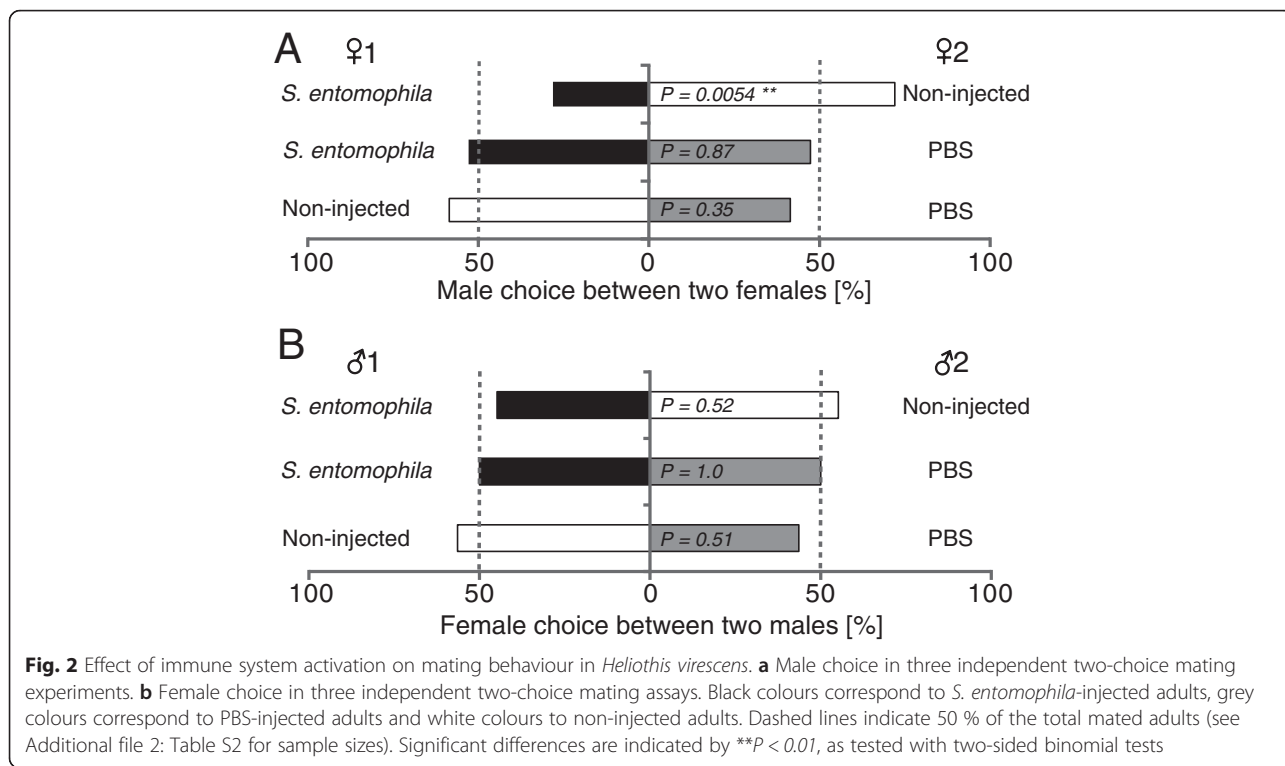 A ♀1 ♀2
S. entomophila P = 0.0054 ** Non-injected
S. entomophila P = 0.87 PBS
Non-injected P = 0.35 PBS
100 50 0 50 100
Male choice between two females [%]
B ♂1 ♂2
S. entomophila P = 0.52 Non-injected
S. entomophila P = 1.0 PBS
Non-injected P = 0.51 PBS
100 50 0 50 100
Female choice between two males [%]
Fig. 2 Effect of immune system activation on mating behaviour in Heliothis virescens. a Male choice in three independent two-choice mating
experiments. b Female choice in three independent two-choice mating assays. Black colours correspond to S. entomophila-injected adults, grey
colours correspond to PBS-injected adults and white colours to non-injected adults. Dashed lines indicate 50 % of the total mated adults (see
Additional file 2: Table S2 for sample sizes). Significant differences are indicated by **P < 0.01, as tested with two-sided binomial tests